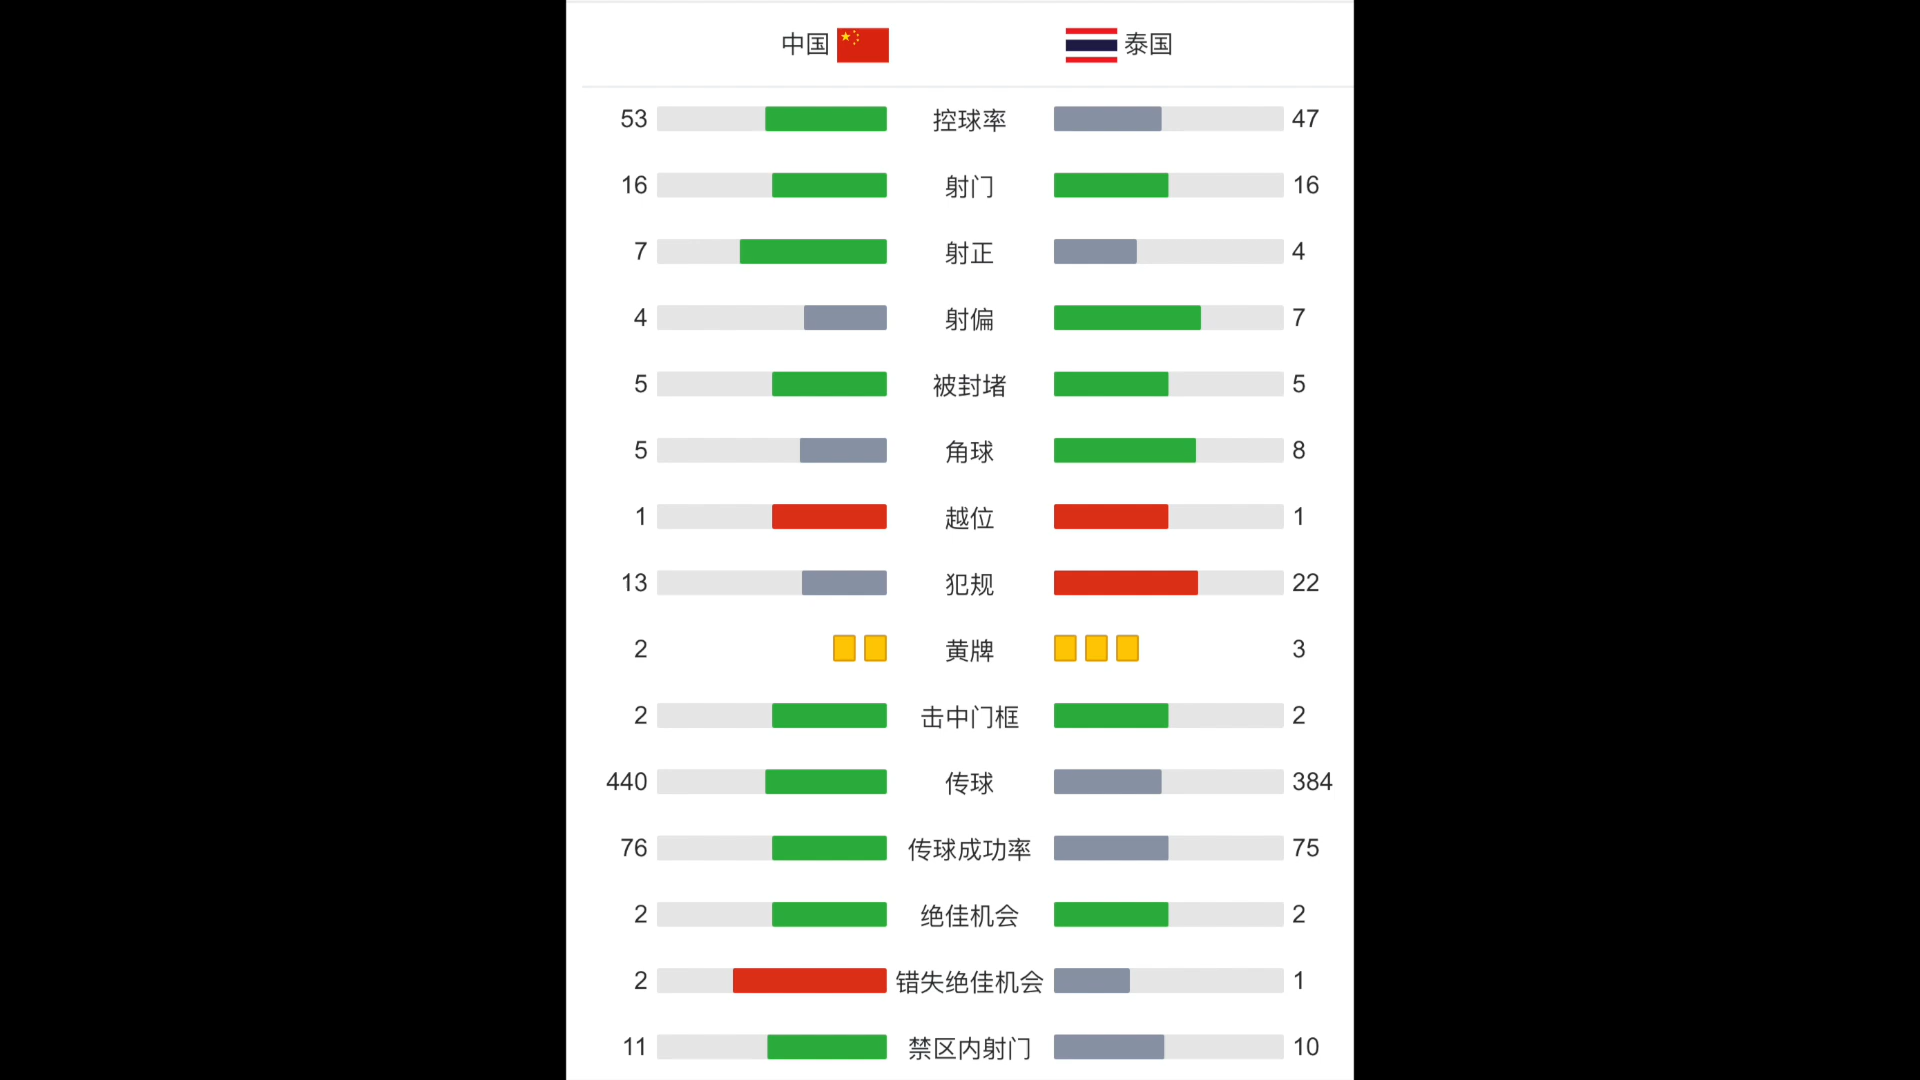 中国 泰国
53 控球率 47
16 射门 16
7 射正 4
4 射偏 7
5 被封堵 5
5 角球 8
1 越位 1
13 犯规 22
2 黄牌 3
2 击中门框 2
440 传球 384
76 传球成功率 75
2 绝佳机会 2
2 错失绝佳机会 1
11 禁区内射门 10